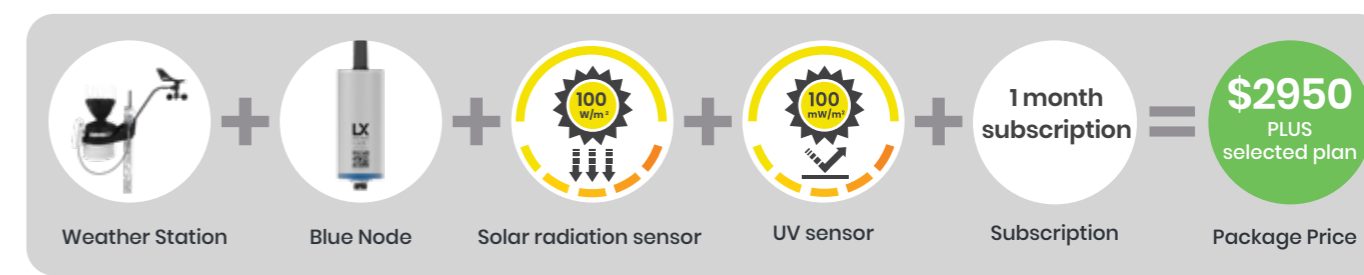 LX
100
W/m²
100
mW/m²
1 month
subscription
$2950
PLUS
selected plan
Weather Station
Blue Node
Solar radiation sensor
UV sensor
Subscription
Package Price